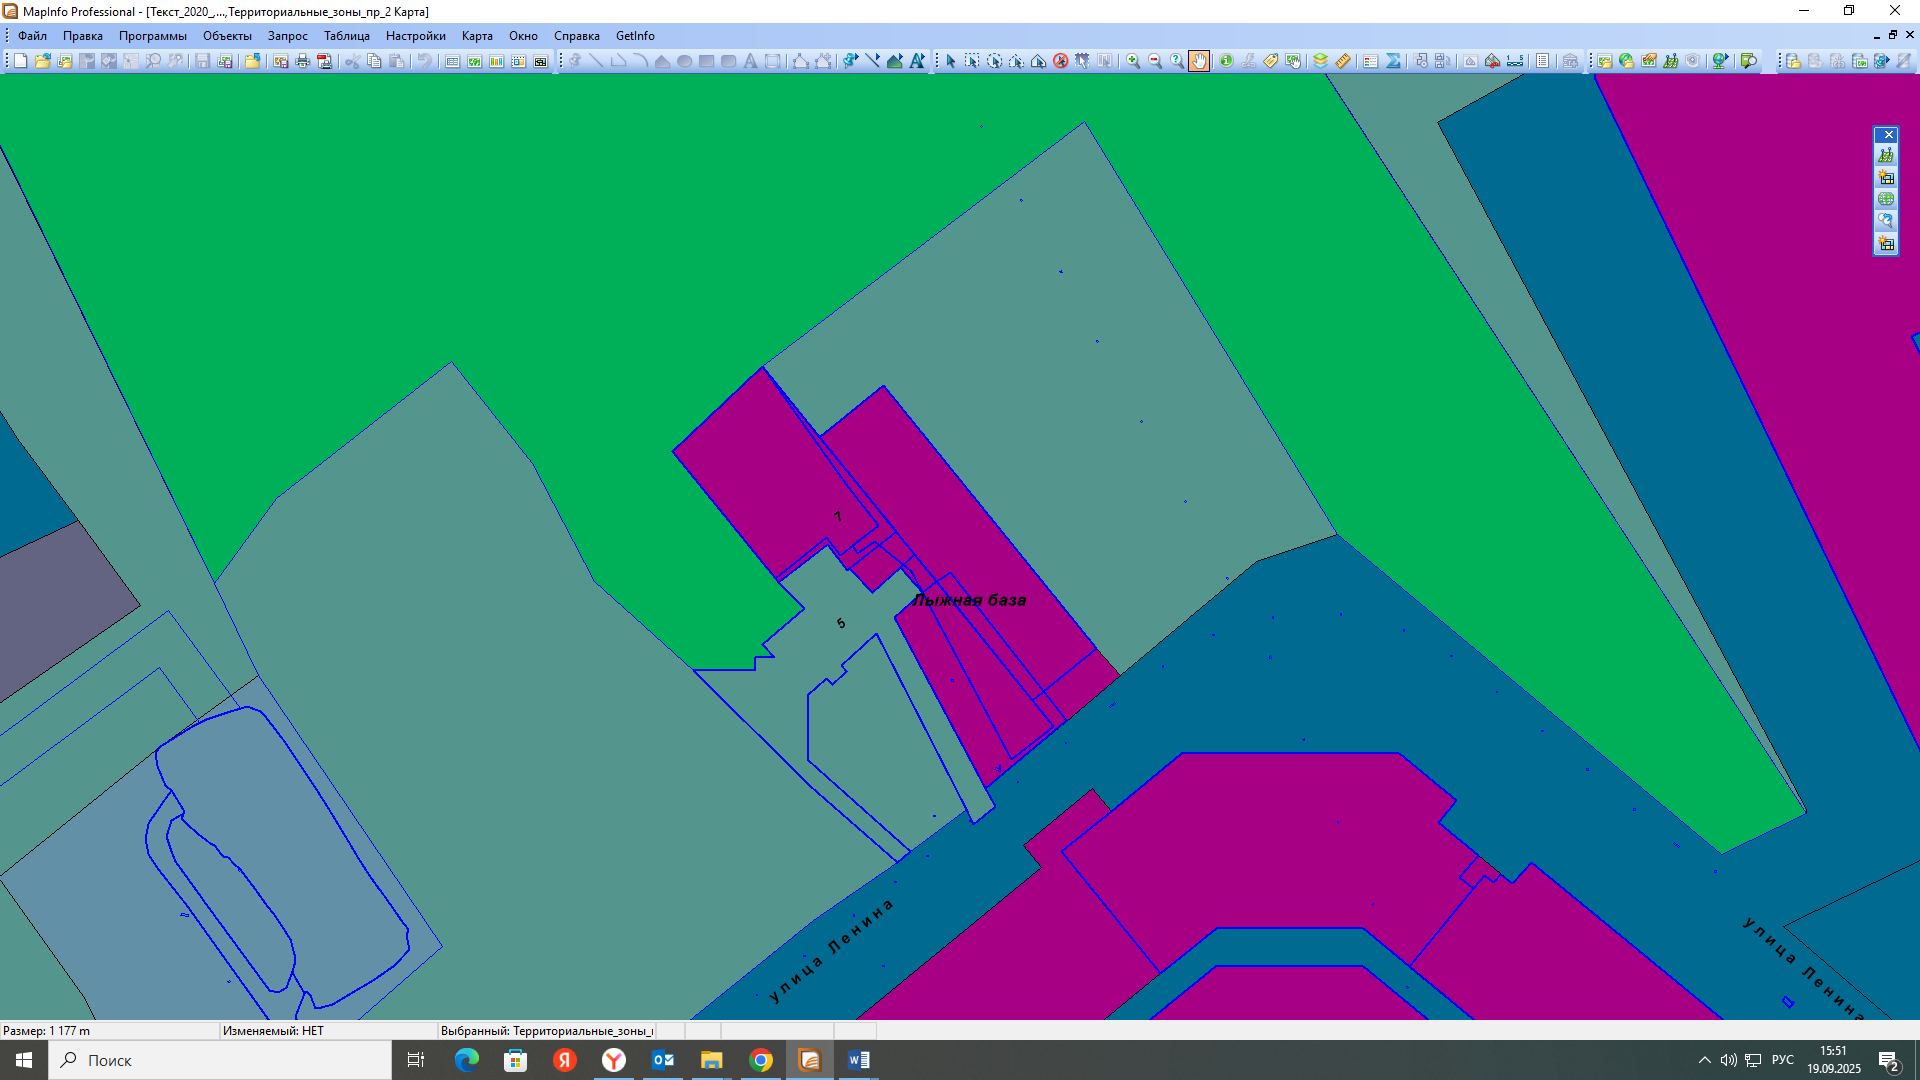 MapInfo Professional - [Текст_2020_,...,Территориальные_зоны_пр_2 Карта]
Файл Правка Программы Объекты Запрос Таблица Настройки Карта Окно Справка GetInfo
7
Лыжная база
5
улица Ленина
улица Ленина
Размер: 1 177 m Изменяемый: НЕТ Выбранный: Территориальные_зоны_
Поиск
РУС
15:51
19.09.2025
2